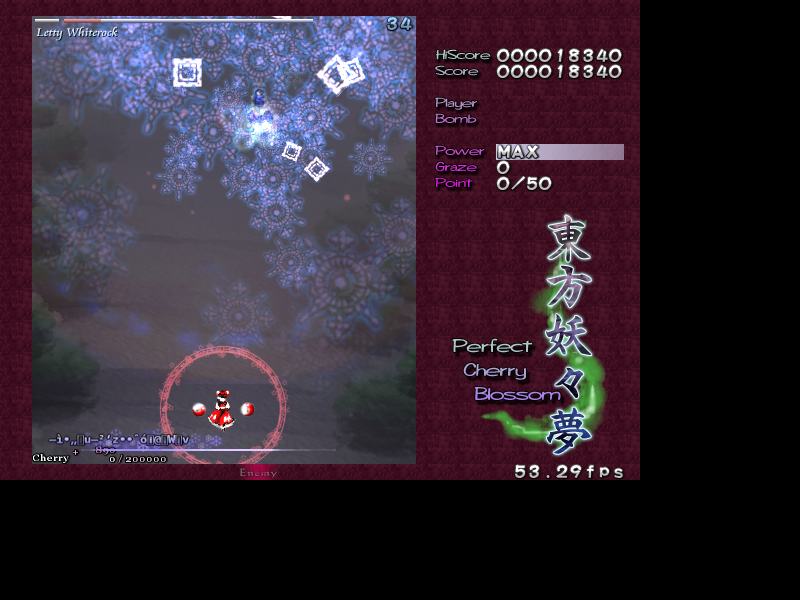 Letty Whiterock
34
HiScore 000018340
Score 000018340
Player
Bomb
Power MAX
Graze 0
Point 0/50
東方妖々夢
Perfect
Cherry
Blossom
Cherry + 0/200000
Enemy
53.29fps